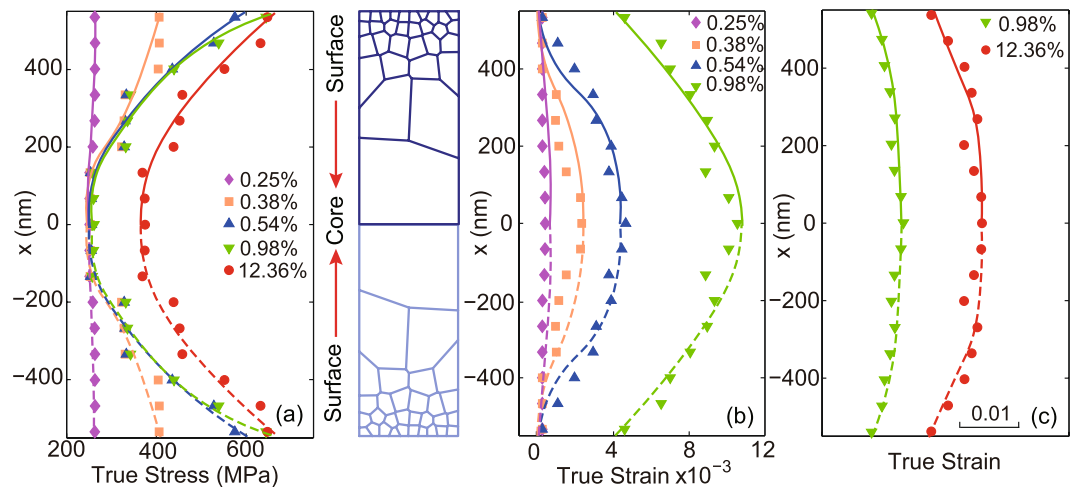 x (nm)
400
200
0
−200
−400
200
400
600
True Stress (MPa)
0.25%
0.38%
0.54%
0.98%
12.36%
(a)
Surface
Core
Surface
x (nm)
400
200
0
−200
−400
0
4
8
12
True Strain x10⁻³
0.25%
0.38%
0.54%
0.98%
(b)
x (nm)
400
200
0
−200
−400
0.98%
12.36%
0.01
(c)
True Strain